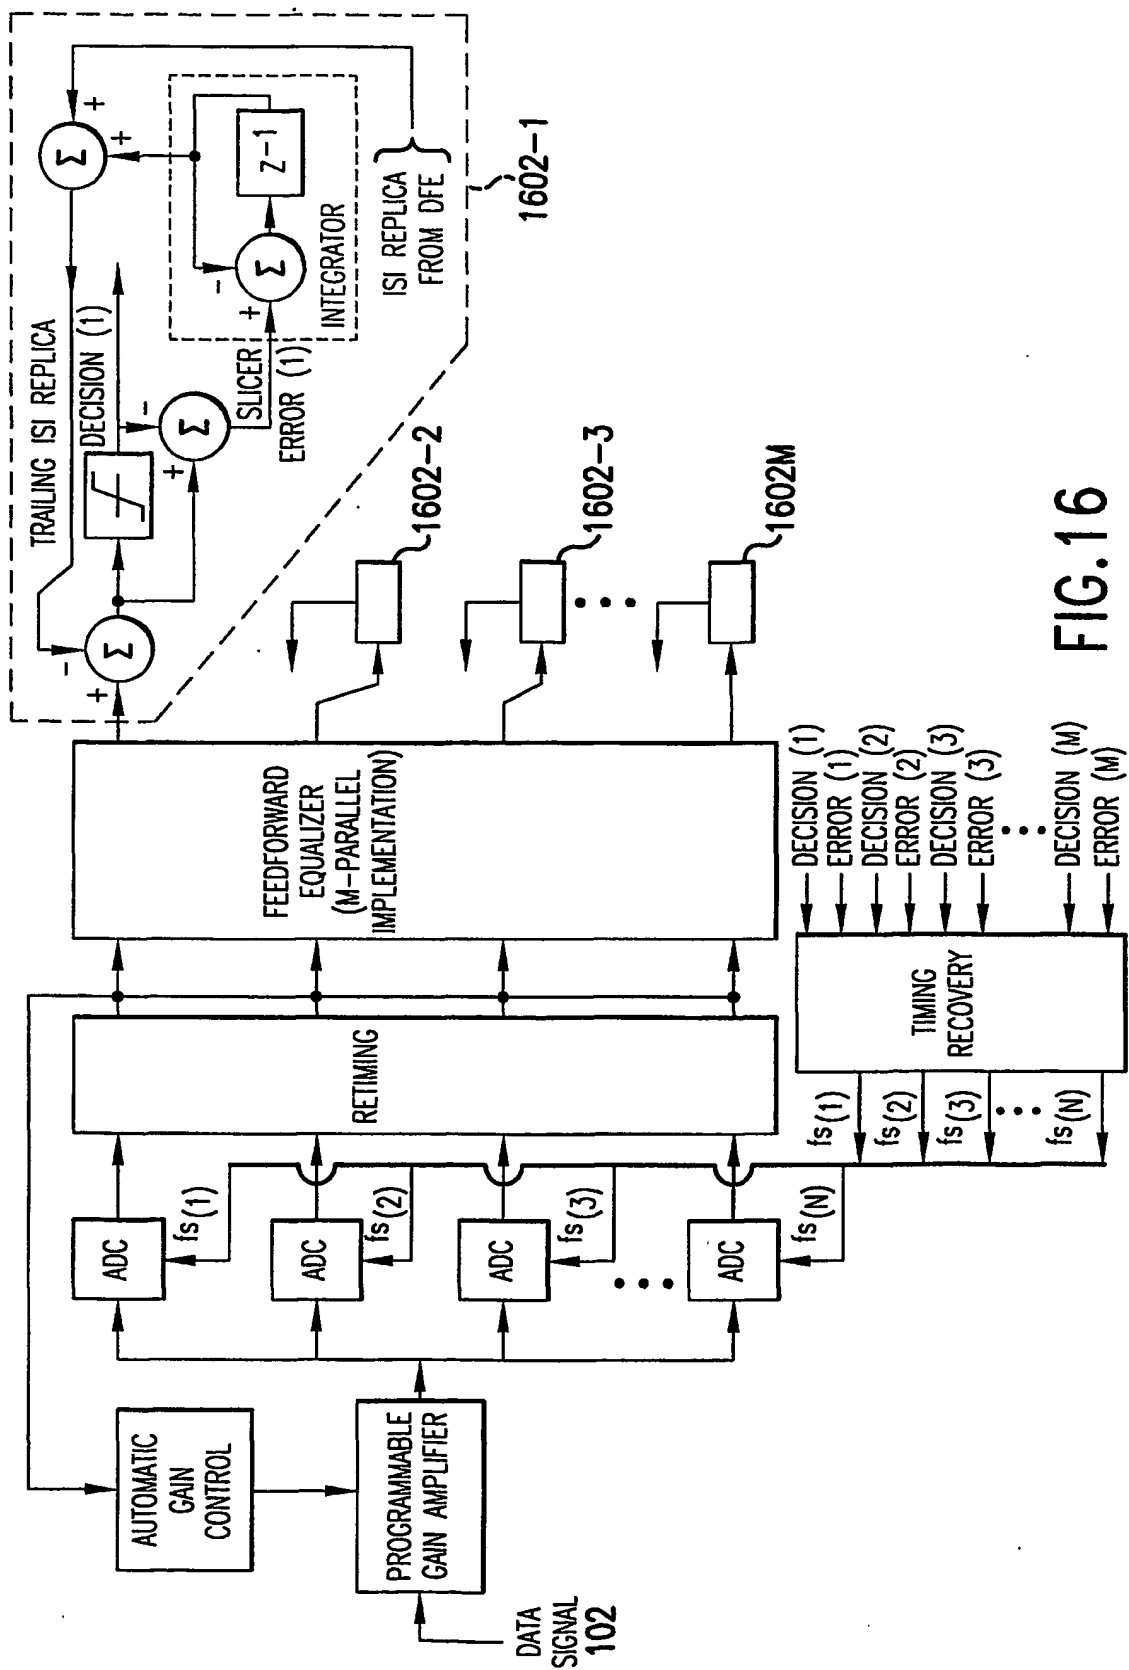 DATA
SIGNAL
102
AUTOMATIC
GAIN
CONTROL
PROGRAMMABLE
GAIN AMPLIFIER
ADC
fs(1)
ADC
fs(2)
ADC
fs(3)
ADC
fs(N)
RETIMING
FEEDFORWARD
EQUALIZER
(M-PARALLEL
IMPLEMENTATION)
+
-
Σ
TRAILING ISI REPLICA
DECISION (1)
+
-
Σ
SLICER
ERROR (1)
+
-
Σ
z-1
INTEGRATOR
+
+
Σ
ISI REPLICA
FROM DFE
1602-1
1602-2
1602-3
1602M
fs(1)
fs(2)
fs(3)
fs(N)
TIMING
RECOVERY
DECISION (1)
ERROR (1)
DECISION (2)
ERROR (2)
DECISION (3)
ERROR (3)
DECISION (M)
ERROR (M)
FIG.16